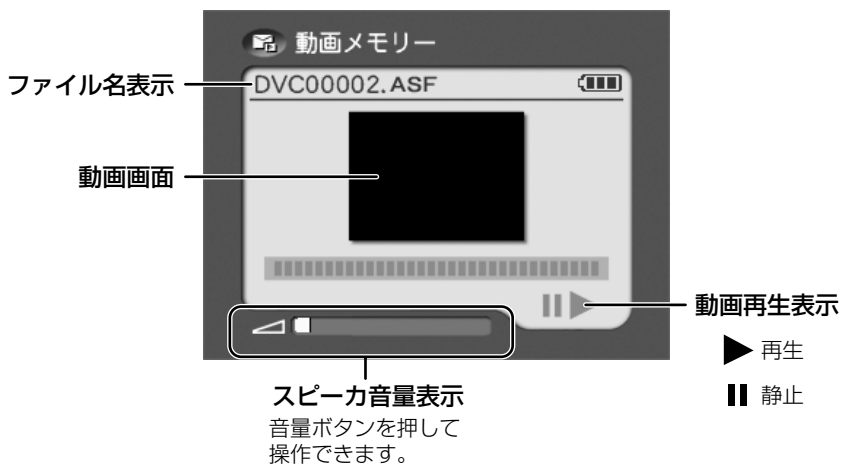 動画メモリー
ファイル名表示
DVC00002.ASF
動画画面
動画再生表示
再生
静止
スピーカ音量表示
音量ボタンを押して
操作できます。